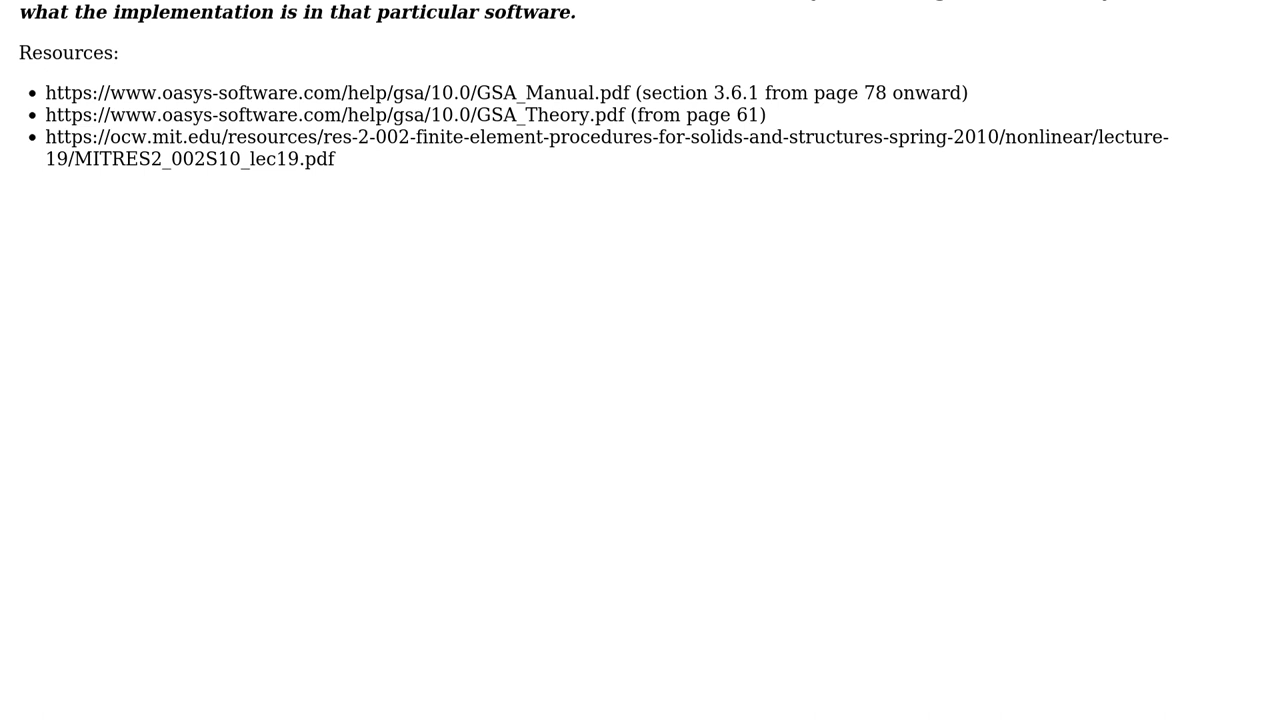 what the implementation is in that particular software.
Resources:
• https://www.oasys-software.com/help/gsa/10.0/GSA_Manual.pdf (section 3.6.1 from page 78 onward)
• https://www.oasys-software.com/help/gsa/10.0/GSA_Theory.pdf (from page 61)
• https://ocw.mit.edu/resources/res-2-002-finite-element-procedures-for-solids-and-structures-spring-2010/nonlinear/lecture-
19/MITRES2_002S10_lec19.pdf